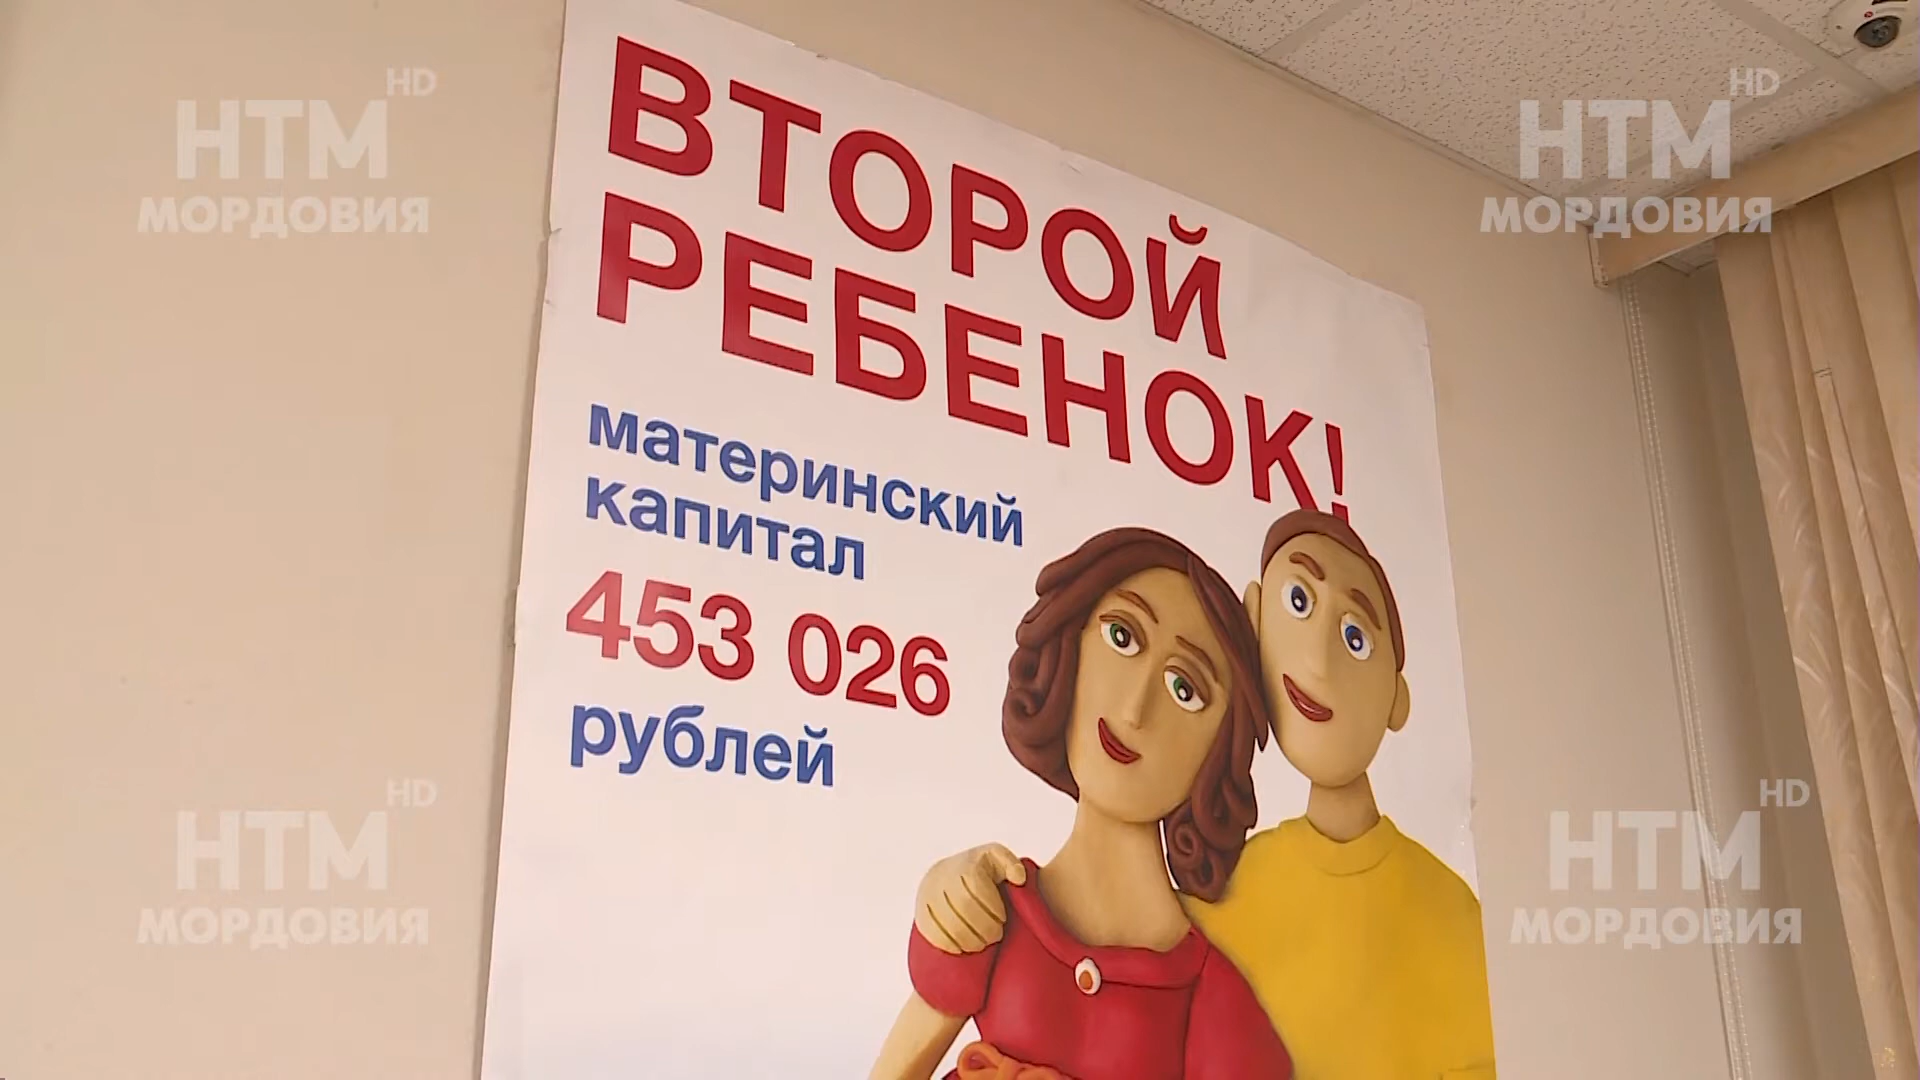 ВТОРОЙ
РЕБЕНОК!
материнский
капитал
453 026
рублей
НТМ HD
МОРДОВИЯ
НТМ HD
МОРДОВИЯ
НТМ HD
МОРДОВИЯ
НТМ HD
МОРДОВИЯ